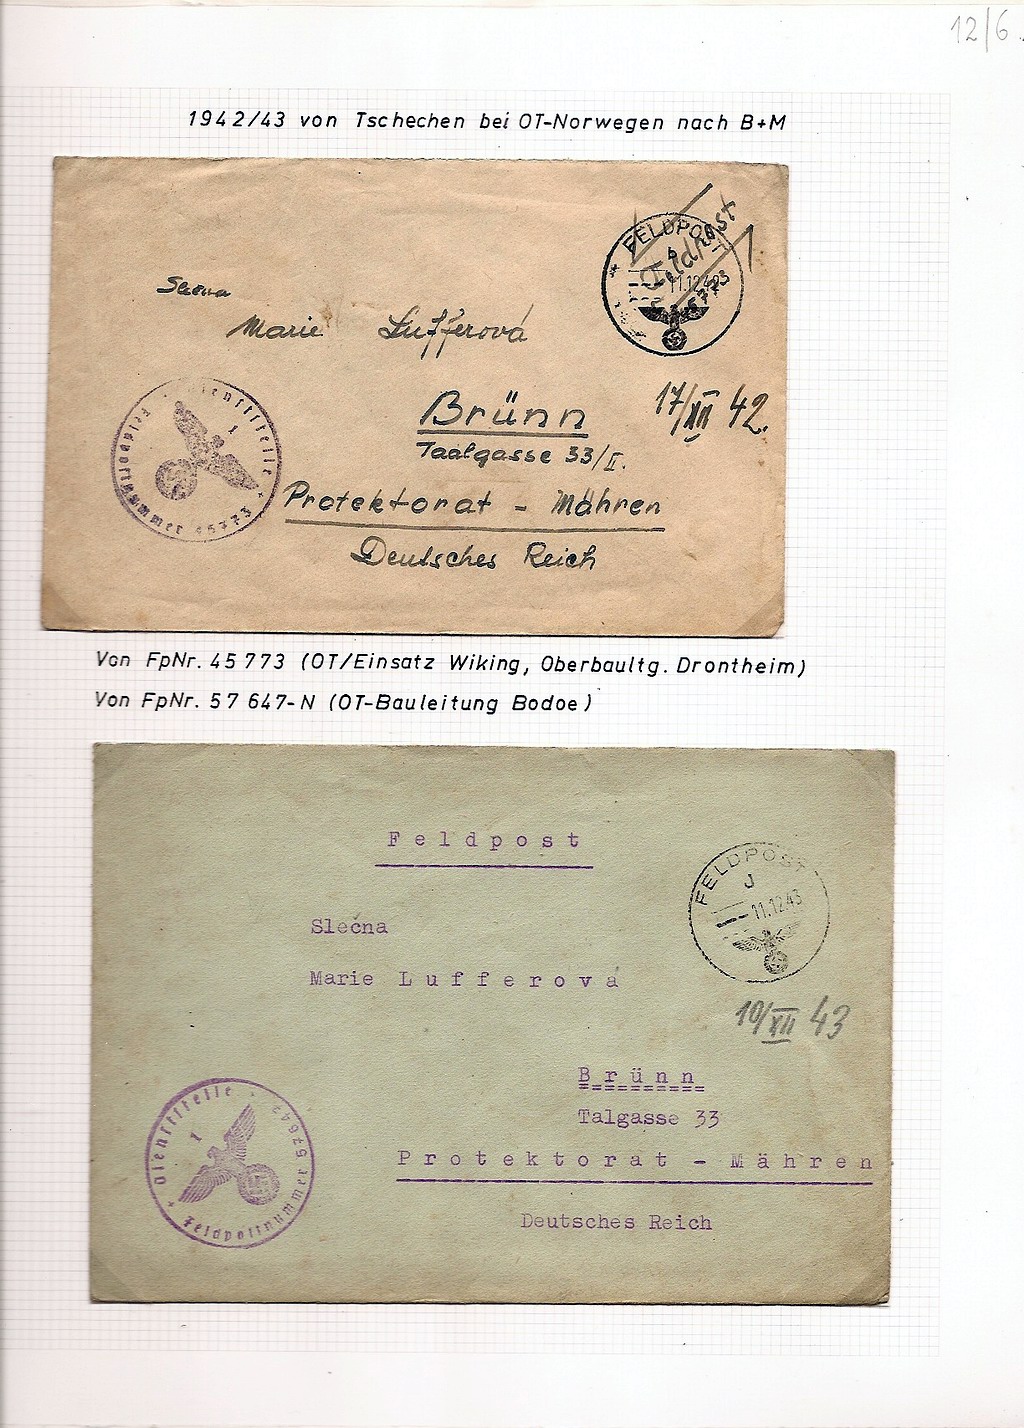 12/6.
1942/43 von Tschechen bei OT-Norwegen nach B+M
FELDPOST
Feldpost
45773
11.12.42
Slečna
Marie Lufferová
17/XII 42.
Brünn
Taalgasse 33/I.
Protektorat - Mähren
Deutsches Reich
Dienststelle
Feldpostnummer 45773
Von FpNr. 45 773 (OT/Einsatz Wiking, Oberbaultg. Drontheim)
Von FpNr. 57 647-N (OT-Bauleitung Bodoe)
Feldpost
FELDPOST
J
11.12.43
Slečna
Marie Lufferová
10/XII 43
Brünn
Talgasse 33
Protektorat - Mähren
Deutsches Reich
Dienststelle
Feldpostnummer